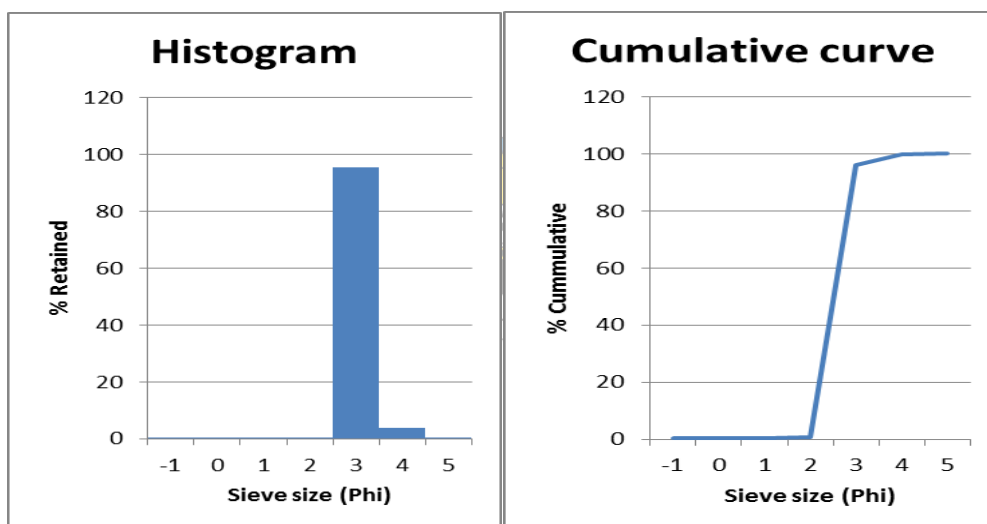 Histogram
120
100
80
60
40
20
0
% Retained
-1 0 1 2 3 4 5
Sieve size (Phi)
Cumulative curve
120
100
80
60
40
20
0
% Cummulative
-1 0 1 2 3 4 5
Sieve size (Phi)